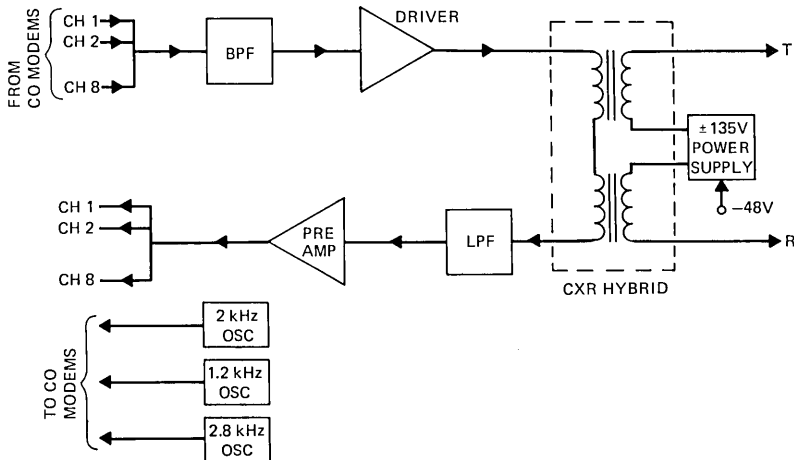 FROM
CO MODEMS
CH 1
CH 2
CH 8
BPF
DRIVER
T
±135V
POWER
SUPPLY
−48V
R
CXR HYBRID
LPF
PRE
AMP
CH 1
CH 2
CH 8
TO CO
MODEMS
2 kHz
OSC
1.2 kHz
OSC
2.8 kHz
OSC